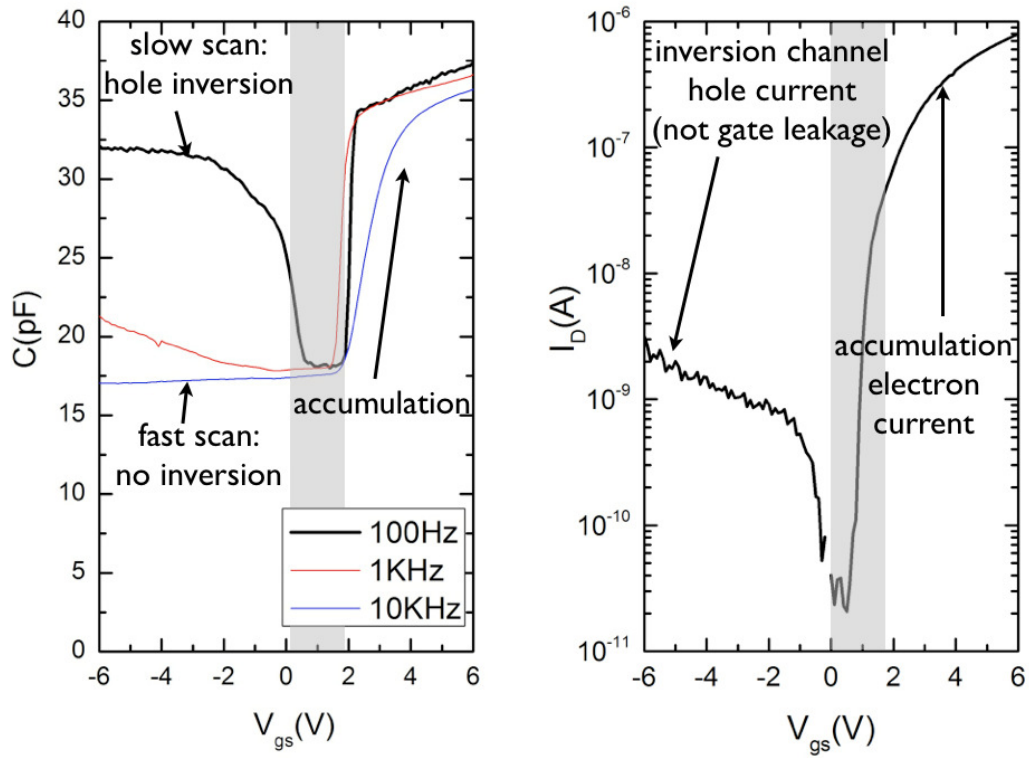 40
35
30
25
20
15
10
5
0
C(pF)
slow scan:
hole inversion
accumulation
fast scan:
no inversion
100Hz
1KHz
10KHz
-6 -4 -2 0 2 4 6
V_gs(V)
10^-6
10^-7
10^-8
10^-9
10^-10
10^-11
I_D(A)
inversion channel
hole current
(not gate leakage)
accumulation
electron
current
-6 -4 -2 0 2 4 6
V_gs(V)